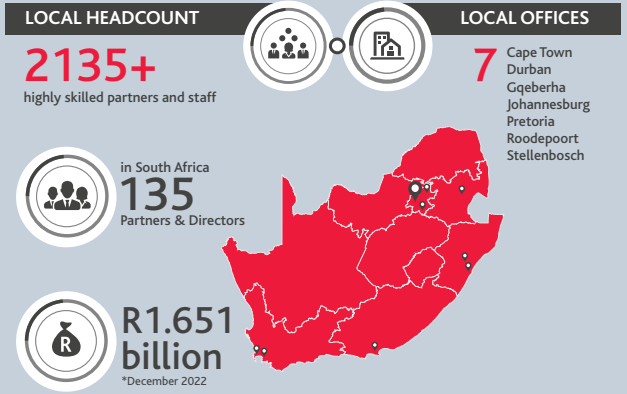 LOCAL HEADCOUNT
2135+
highly skilled partners and staff
LOCAL OFFICES
7
Cape Town
Durban
Gqeberha
Johannesburg
Pretoria
Roodepoort
Stellenbosch
in South Africa
135
Partners & Directors
R
R1.651
billion
*December 2022